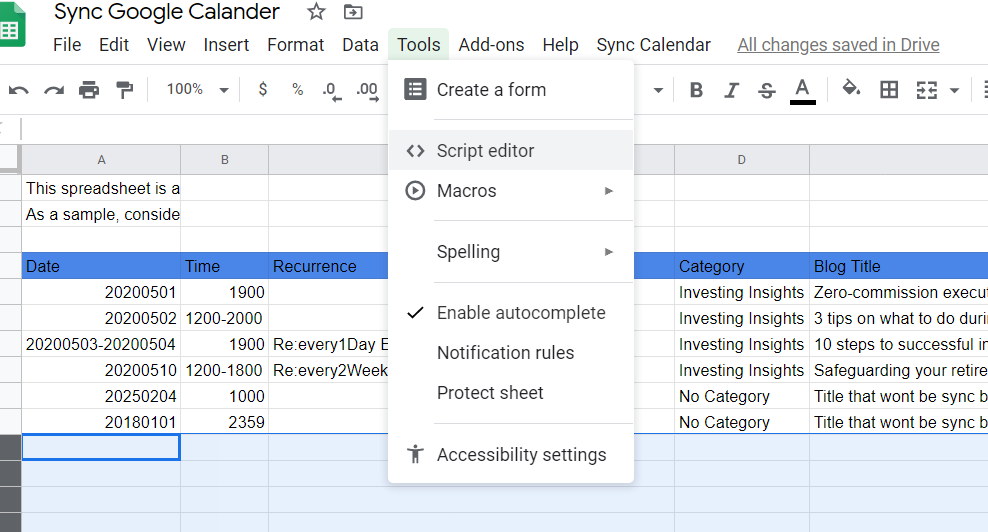 Sync Google Calander
File Edit View Insert Format Data Tools Add-ons Help Sync Calendar All changes saved in Drive
100% $ % .0 .00 B I S A
Create a form
Script editor
Macros
Spelling
Enable autocomplete
Notification rules
Protect sheet
Accessibility settings
A B D
This spreadsheet is a
As a sample, conside
Date Time Recurrence Category Blog Title
20200501 1900 Investing Insights Zero-commission execut
20200502 1200-2000 Investing Insights 3 tips on what to do duri
20200503-20200504 1900 Re:every1Day E Investing Insights 10 steps to successful in
20200510 1200-1800 Re:every2Week Investing Insights Safeguarding your retire
20250204 1000 No Category Title that wont be sync b
20180101 2359 No Category Title that wont be sync b